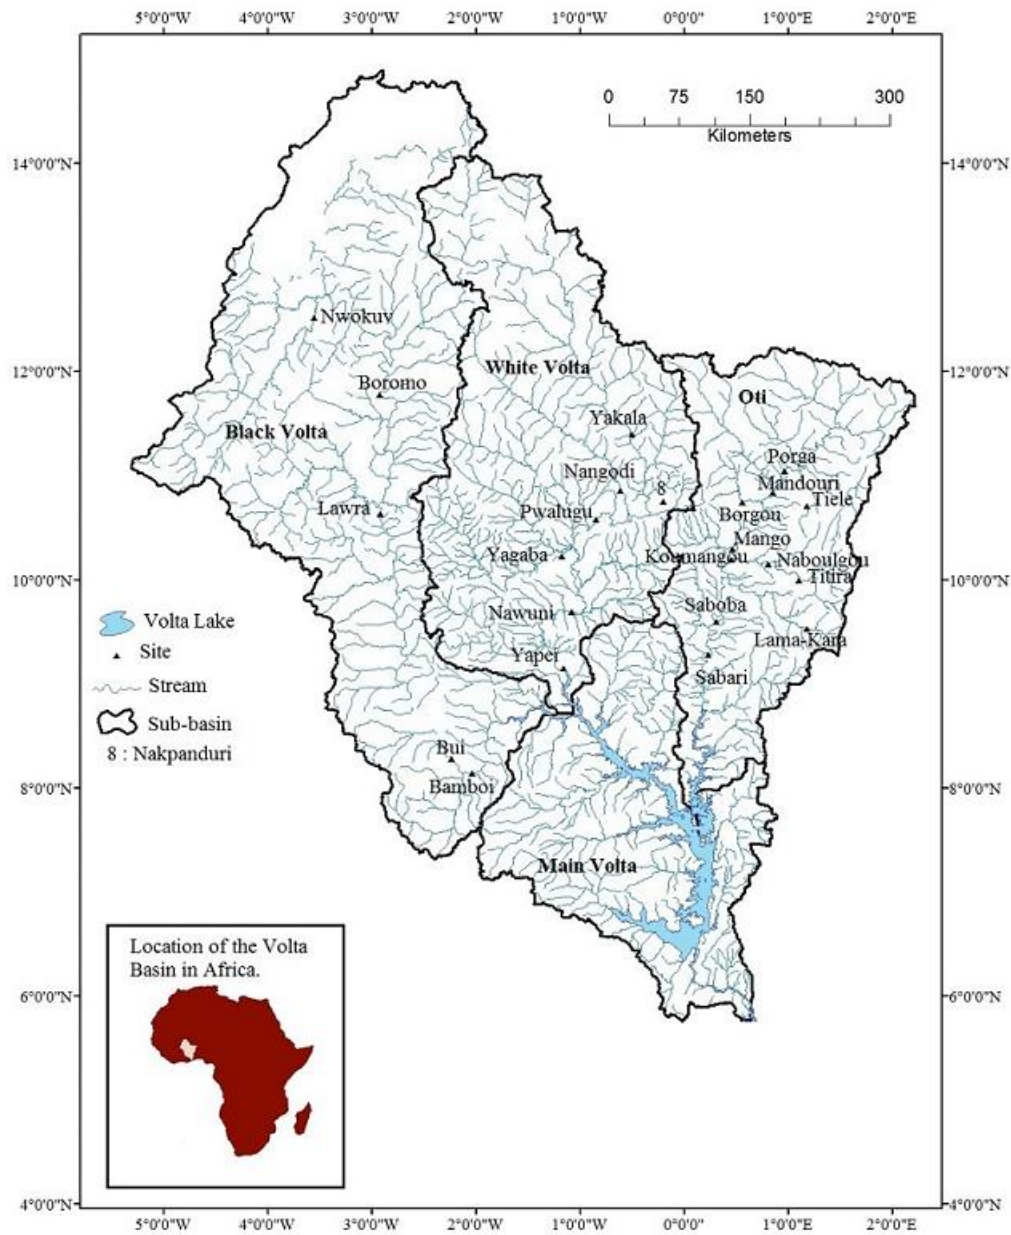 5°0'0"W 4°0'0"W 3°0'0"W 2°0'0"W 1°0'0"W 0°0'0" 1°0'0"E 2°0'0"E
0 75 150 300
Kilometers
14°0'0"N 14°0'0"N
Nwokuv
12°0'0"N White Volta 12°0'0"N
Boromo
Oti
Yakala
Black Volta
Porga
Nangodi
Mandouri
8
Tiele
Lawra
Pwalugu
Borgou
Mango
Yagaba
Koumangou
Naboulgou
10°0'0"N 10°0'0"N
Titira
Saboba
Nawuni
Volta Lake
Lama-Kara
Site
Yapei
Sabari
Stream
Sub-basin
8 : Nakpanduri
Bui
Bamboi
8°0'0"N 8°0'0"N
Main Volta
Location of the Volta
Basin in Africa.
6°0'0"N 6°0'0"N
4°0'0"N 4°0'0"N
5°0'0"W 4°0'0"W 3°0'0"W 2°0'0"W 1°0'0"W 0°0'0" 1°0'0"E 2°0'0"E